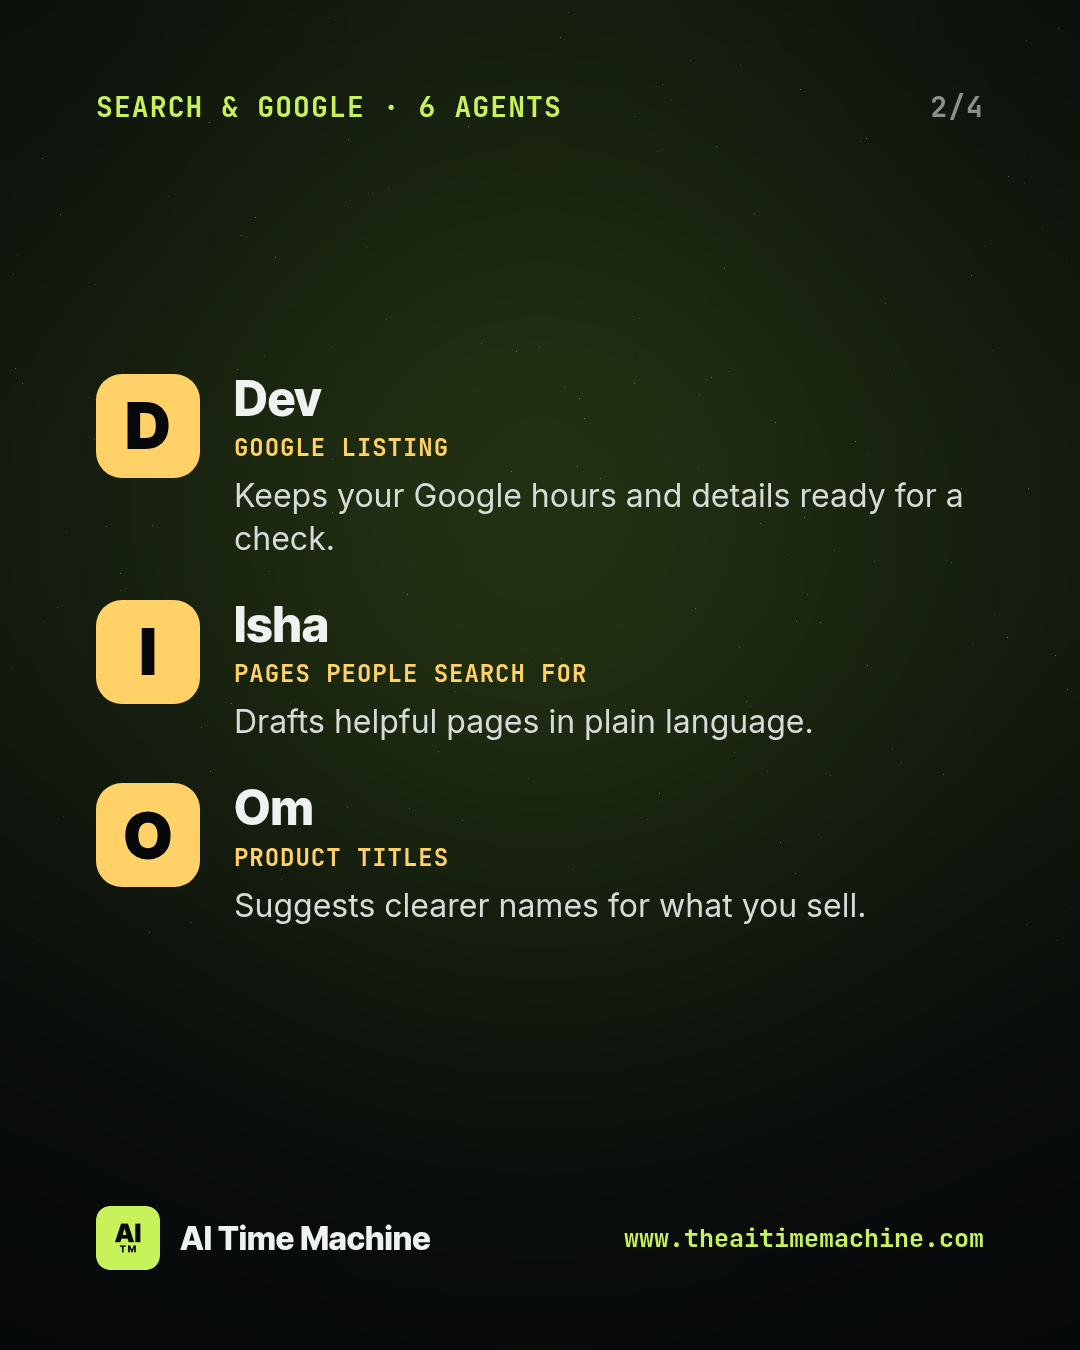 SEARCH & GOOGLE · 6 AGENTS
2/4
D
Dev
GOOGLE LISTING
Keeps your Google hours and details ready for a
check.
I
Isha
PAGES PEOPLE SEARCH FOR
Drafts helpful pages in plain language.
O
Om
PRODUCT TITLES
Suggests clearer names for what you sell.
AI
TM
AI Time Machine
www.theaitimemachine.com